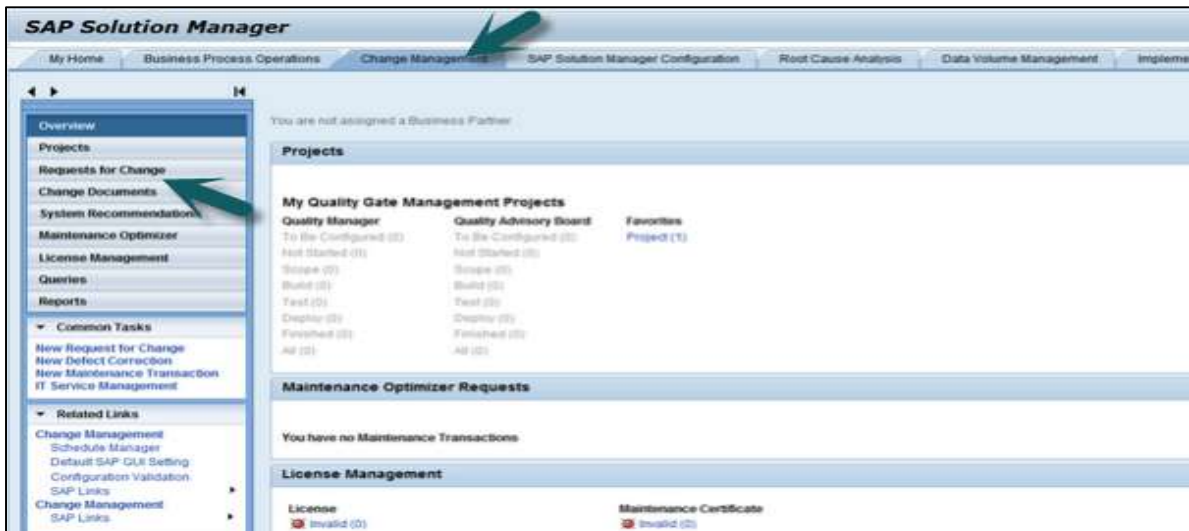 SAP Solution Manager
My Home Business Process Operations Change Management SAP Solution Manager Configuration Root Cause Analysis Data Volume Management Impleme
Overview
Projects
Requests for Change
Change Documents
System Recommendations
Maintenance Optimizer
License Management
Queries
Reports
Common Tasks
New Request for Change
New Defect Correction
New Maintenance Transaction
IT Service Management
Related Links
Change Management
Schedule Manager
Default SAP GUI Setting
Configuration Validation
SAP Links
Change Management
SAP Links
You are not assigned a Business Partner
Projects
My Quality Gate Management Projects
Quality Manager Quality Advisory Board Favorites
To Be Configured (0) To Be Configured (0) Project (1)
Not Started (0) Not Started (0)
Scope (0) Scope (0)
Build (0) Build (0)
Test (0) Test (0)
Deploy (0) Deploy (0)
Finished (0) Finished (0)
All (0) All (0)
Maintenance Optimizer Requests
You have no Maintenance Transactions
License Management
License Maintenance Certificate
Invalid (0) Invalid (0)